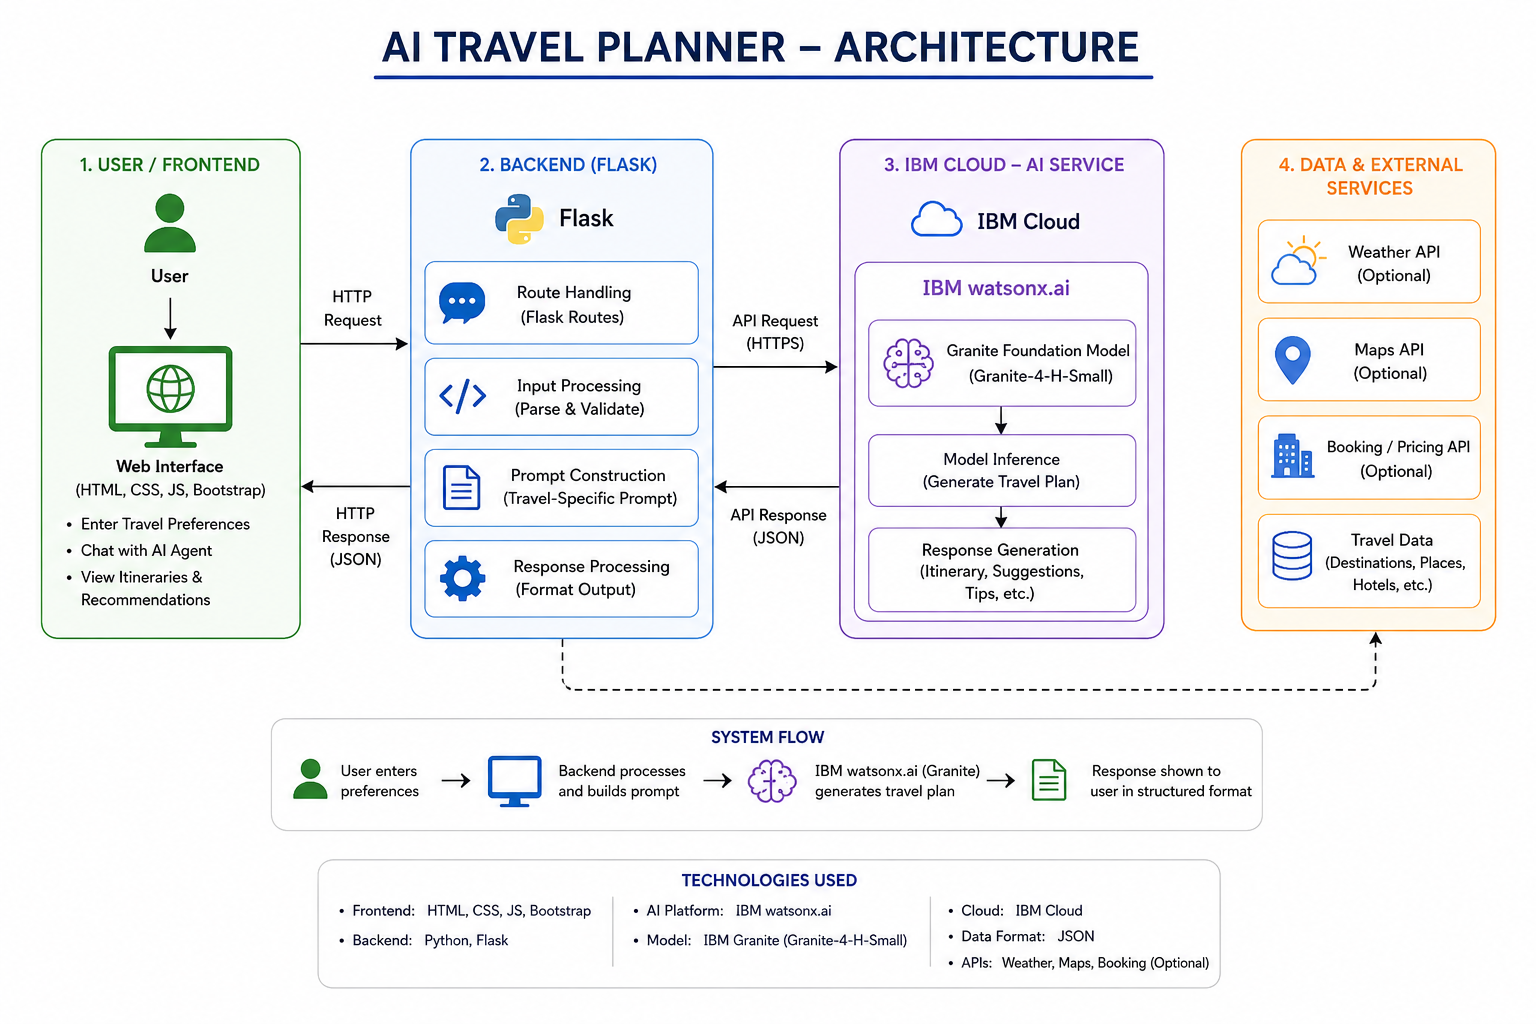 AI TRAVEL PLANNER – ARCHITECTURE
1. USER / FRONTEND
User
Web Interface
(HTML, CSS, JS, Bootstrap)
• Enter Travel Preferences
• Chat with AI Agent
• View Itineraries &
Recommendations
HTTP
Request
HTTP
Response
(JSON)
2. BACKEND (FLASK)
Flask
Route Handling
(Flask Routes)
Input Processing
(Parse & Validate)
Prompt Construction
(Travel-Specific Prompt)
Response Processing
(Format Output)
API Request
(HTTPS)
API Response
(JSON)
3. IBM CLOUD – AI SERVICE
IBM Cloud
IBM watsonx.ai
Granite Foundation Model
(Granite-4-H-Small)
Model Inference
(Generate Travel Plan)
Response Generation
(Itinerary, Suggestions,
Tips, etc.)
4. DATA & EXTERNAL
SERVICES
Weather API
(Optional)
Maps API
(Optional)
Booking / Pricing API
(Optional)
Travel Data
(Destinations, Places,
Hotels, etc.)
SYSTEM FLOW
User enters
preferences
Backend processes
and builds prompt
IBM watsonx.ai (Granite)
generates travel plan
Response shown to
user in structured format
TECHNOLOGIES USED
• Frontend: HTML, CSS, JS, Bootstrap
• Backend: Python, Flask
• AI Platform: IBM watsonx.ai
• Model: IBM Granite (Granite-4-H-Small)
• Cloud: IBM Cloud
• Data Format: JSON
• APIs: Weather, Maps, Booking (Optional)